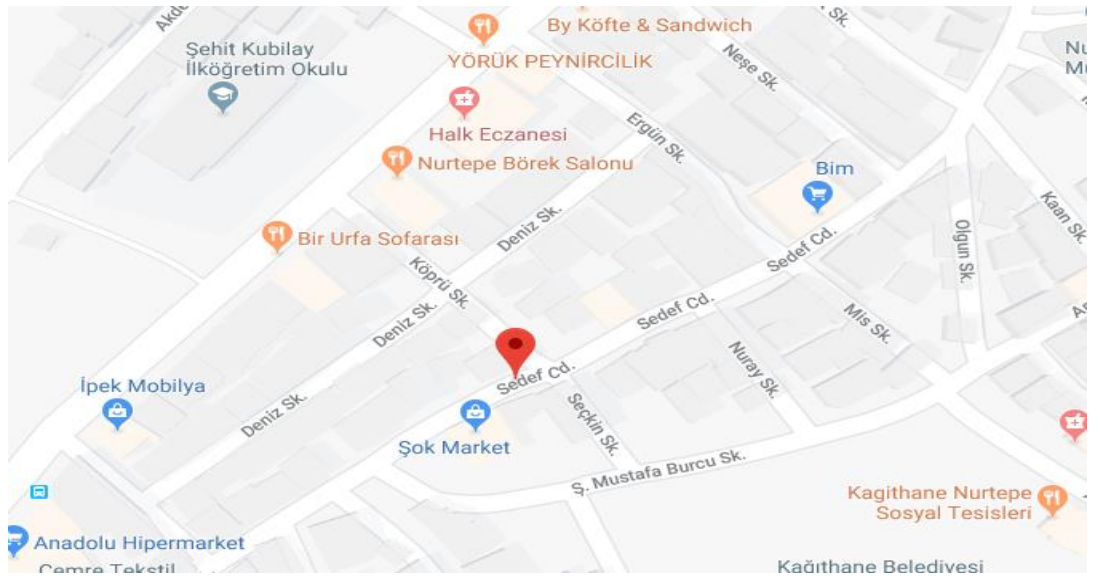 By Köfte & Sandwich
Şehit Kubilay
İlköğretim Okulu
YÖRÜK PEYNİRCİLİK
Neşe Sk.
Halk Eczanesi
Ergün Sk.
Nurtepe Börek Salonu
Bim
Kaan Sk.
Deniz Sk.
Bir Urfa Sofarası
Sedef Cd.
Olgun Sk.
Köprü Sk.
Deniz Sk.
Sedef Cd.
Mis Sk.
Nuray Sk.
Sedef Cd.
İpek Mobilya
Deniz Sk.
Seçkin Sk.
Şok Market
Ş. Mustafa Burcu Sk.
Kagithane Nurtepe
Sosyal Tesisleri
Anadolu Hipermarket
Cemre Tekstil
Kağıthane Belediyesi